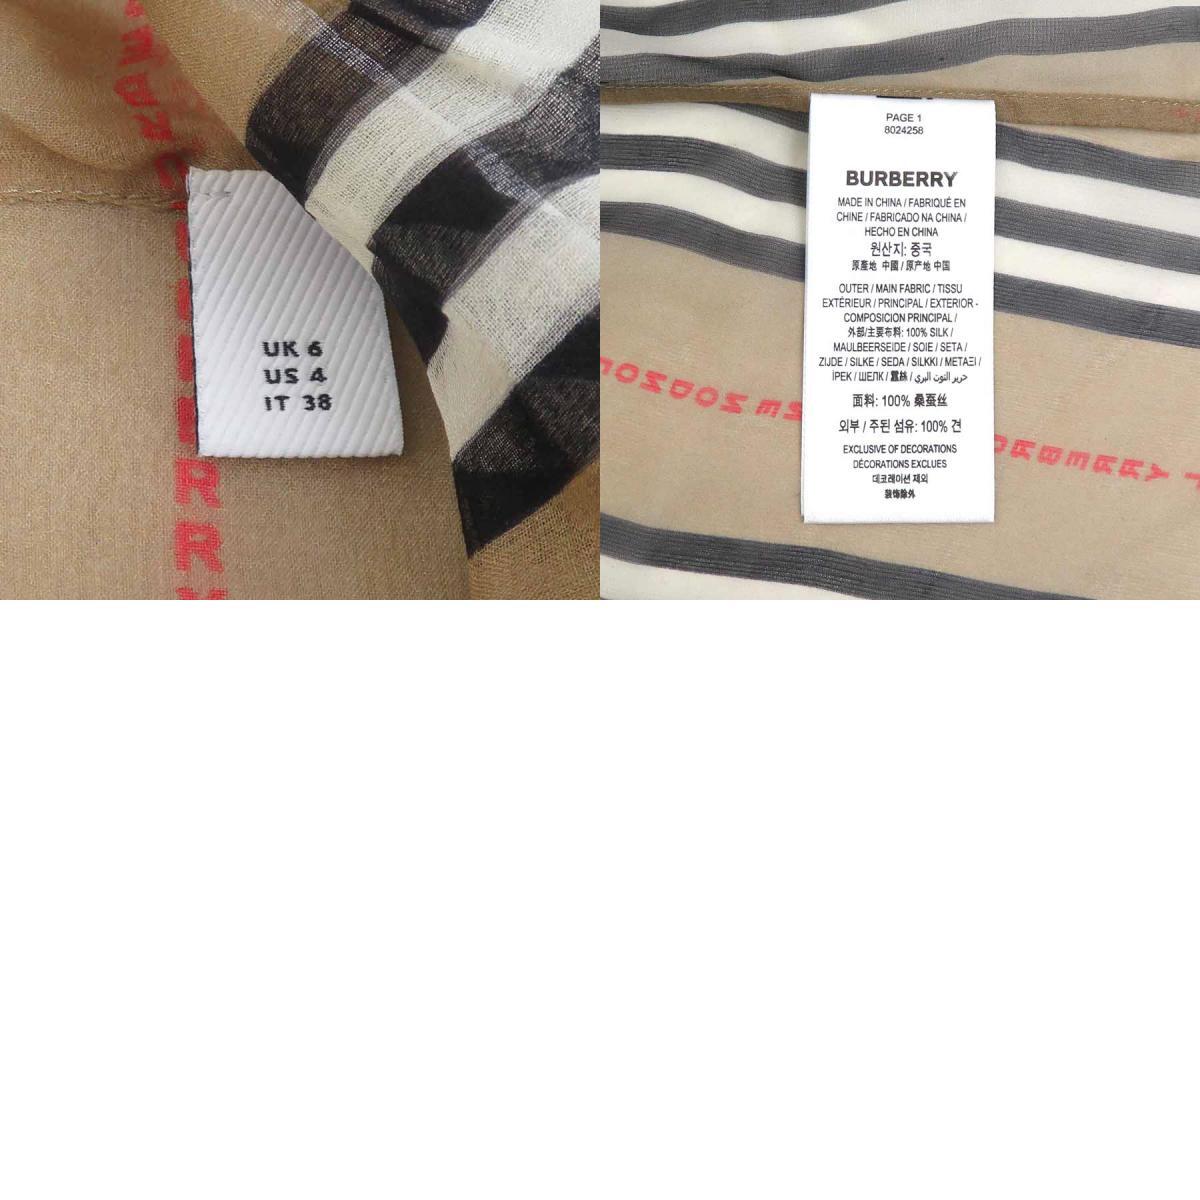 UK 6
US 4
IT 38
RR
PAGE 1
8024258
BURBERRY
MADE IN CHINA / FABRIQUÉ EN
CHINE / FABRICADO NA CHINA /
HECHO EN CHINA
원산지: 중국
原產地 中國 / 原产地 中国
OUTER / MAIN FABRIC / TISSU
EXTÉRIEUR / PRINCIPAL / EXTERIOR -
COMPOSICION PRINCIPAL /
外部/主要布料: 100% SILK /
MAULBEERSEIDE / SOIE / SETA /
ZIJDE / SILKE / SEDA / SILKKI / ΜΕΤΑΞΙ /
İPEK / ШЕЛК / 蠶絲 / حرير التوت البري
面料: 100% 桑蚕丝
외부 / 주된 섬유: 100% 견
EXCLUSIVE OF DECORATIONS
DÉCORATIONS EXCLUES
데코레이션 제외
装饰除外